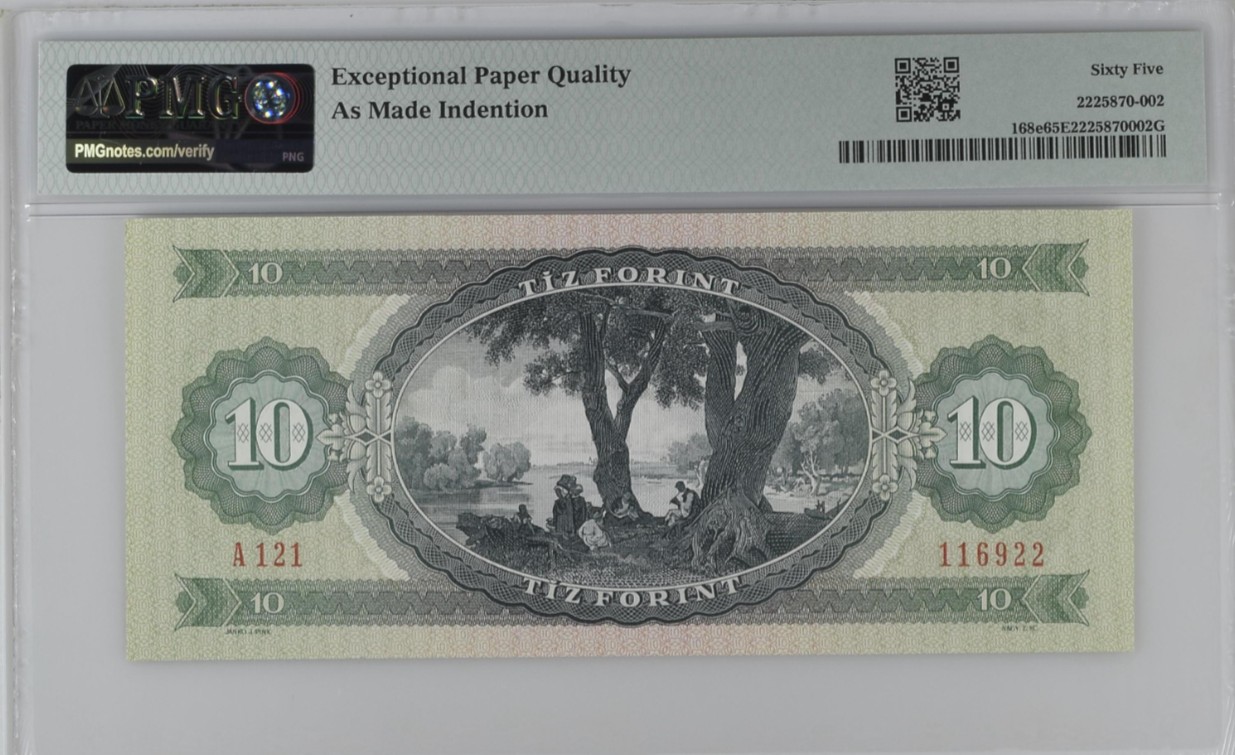 PMG
PMGnotes.com/verify
PNG
Exceptional Paper Quality
As Made Indention
Sixty Five
2225870-002
168e65E2225870002G
TÍZ FORINT
10
10
10
10
A 121
116922
TÍZ FORINT
10
10